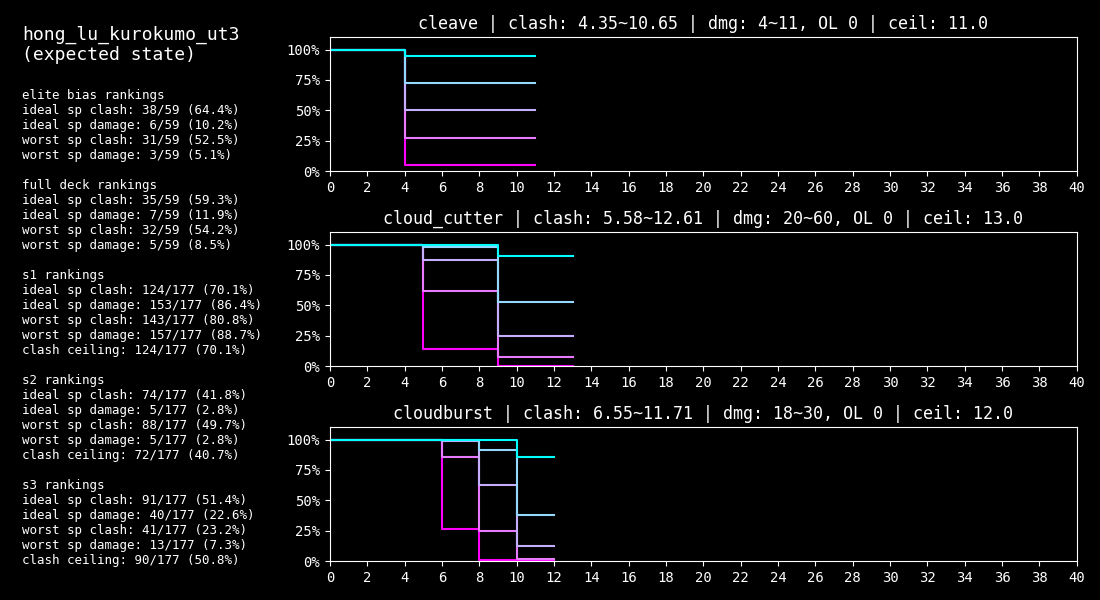 hong_lu_kurokumo_ut3
(expected state)
elite bias rankings
ideal sp clash: 38/59 (64.4%)
ideal sp damage: 6/59 (10.2%)
worst sp clash: 31/59 (52.5%)
worst sp damage: 3/59 (5.1%)
full deck rankings
ideal sp clash: 35/59 (59.3%)
ideal sp damage: 7/59 (11.9%)
worst sp clash: 32/59 (54.2%)
worst sp damage: 5/59 (8.5%)
s1 rankings
ideal sp clash: 124/177 (70.1%)
ideal sp damage: 153/177 (86.4%)
worst sp clash: 143/177 (80.8%)
worst sp damage: 157/177 (88.7%)
clash ceiling: 124/177 (70.1%)
s2 rankings
ideal sp clash: 74/177 (41.8%)
ideal sp damage: 5/177 (2.8%)
worst sp clash: 88/177 (49.7%)
worst sp damage: 5/177 (2.8%)
clash ceiling: 72/177 (40.7%)
s3 rankings
ideal sp clash: 91/177 (51.4%)
ideal sp damage: 40/177 (22.6%)
worst sp clash: 41/177 (23.2%)
worst sp damage: 13/177 (7.3%)
clash ceiling: 90/177 (50.8%)
cleave | clash: 4.35~10.65 | dmg: 4~11, OL 0 | ceil: 11.0
100%
75%
50%
25%
0%
0 2 4 6 8 10 12 14 16 18 20 22 24 26 28 30 32 34 36 38 40
cloud_cutter | clash: 5.58~12.61 | dmg: 20~60, OL 0 | ceil: 13.0
100%
75%
50%
25%
0%
0 2 4 6 8 10 12 14 16 18 20 22 24 26 28 30 32 34 36 38 40
cloudburst | clash: 6.55~11.71 | dmg: 18~30, OL 0 | ceil: 12.0
100%
75%
50%
25%
0%
0 2 4 6 8 10 12 14 16 18 20 22 24 26 28 30 32 34 36 38 40